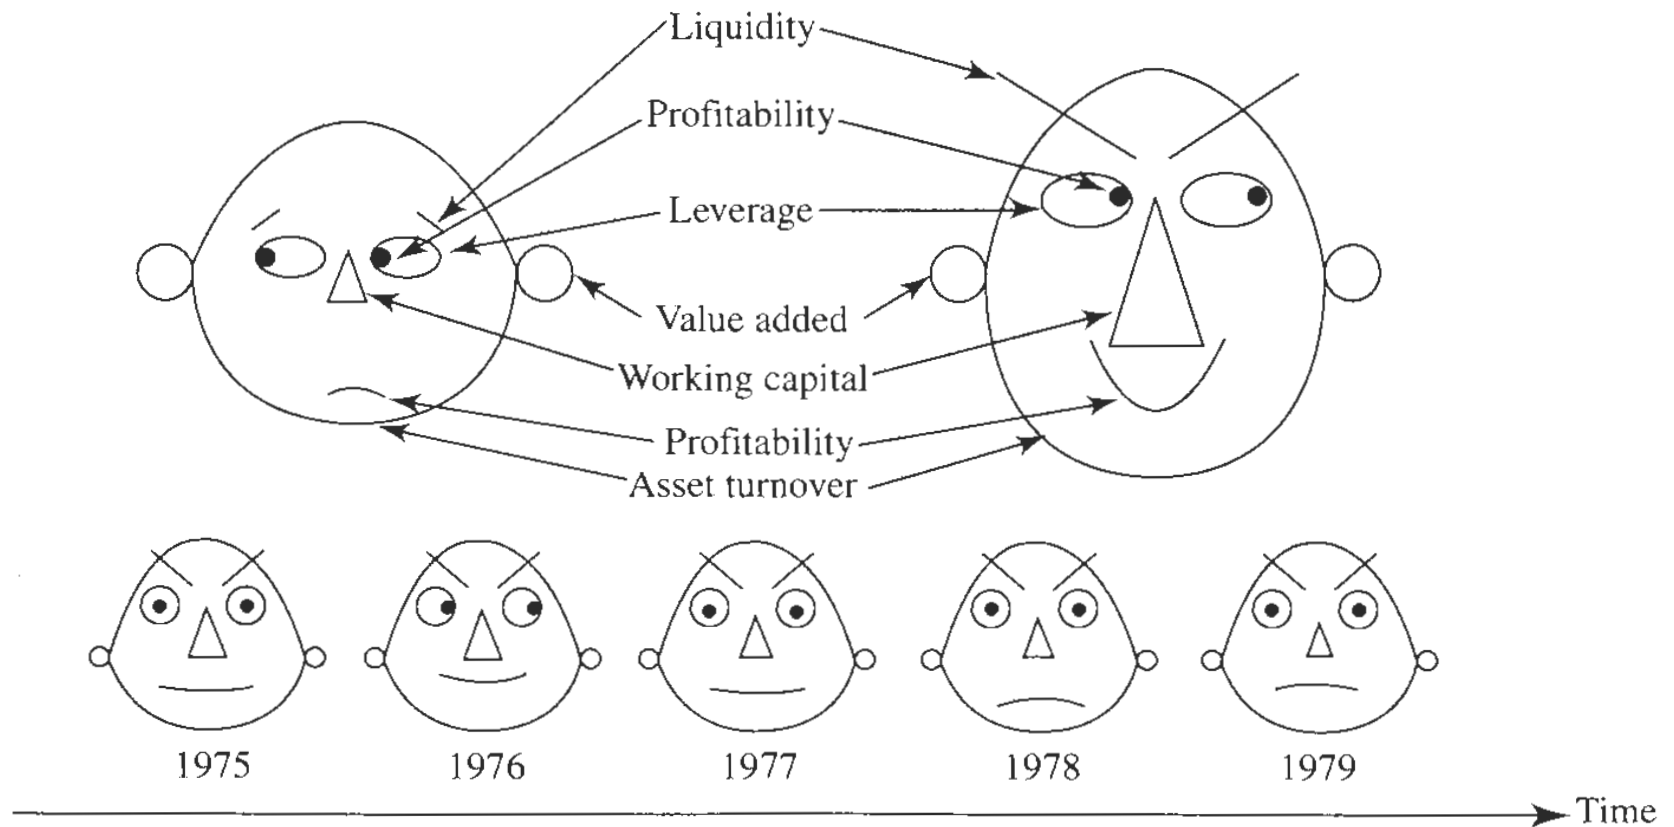 Liquidity
Profitability
Leverage
Value added
Working capital
Profitability
Asset turnover
1975 1976 1977 1978 1979
Time